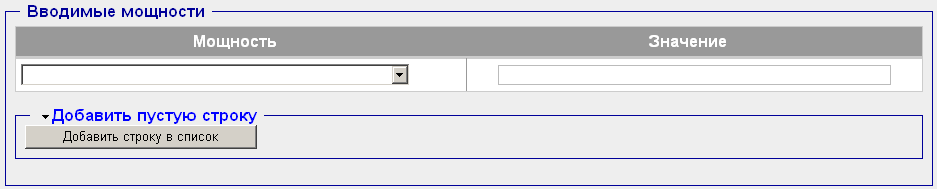 Вводимые мощности
Мощность Значение
Добавить пустую строку
Добавить строку в список